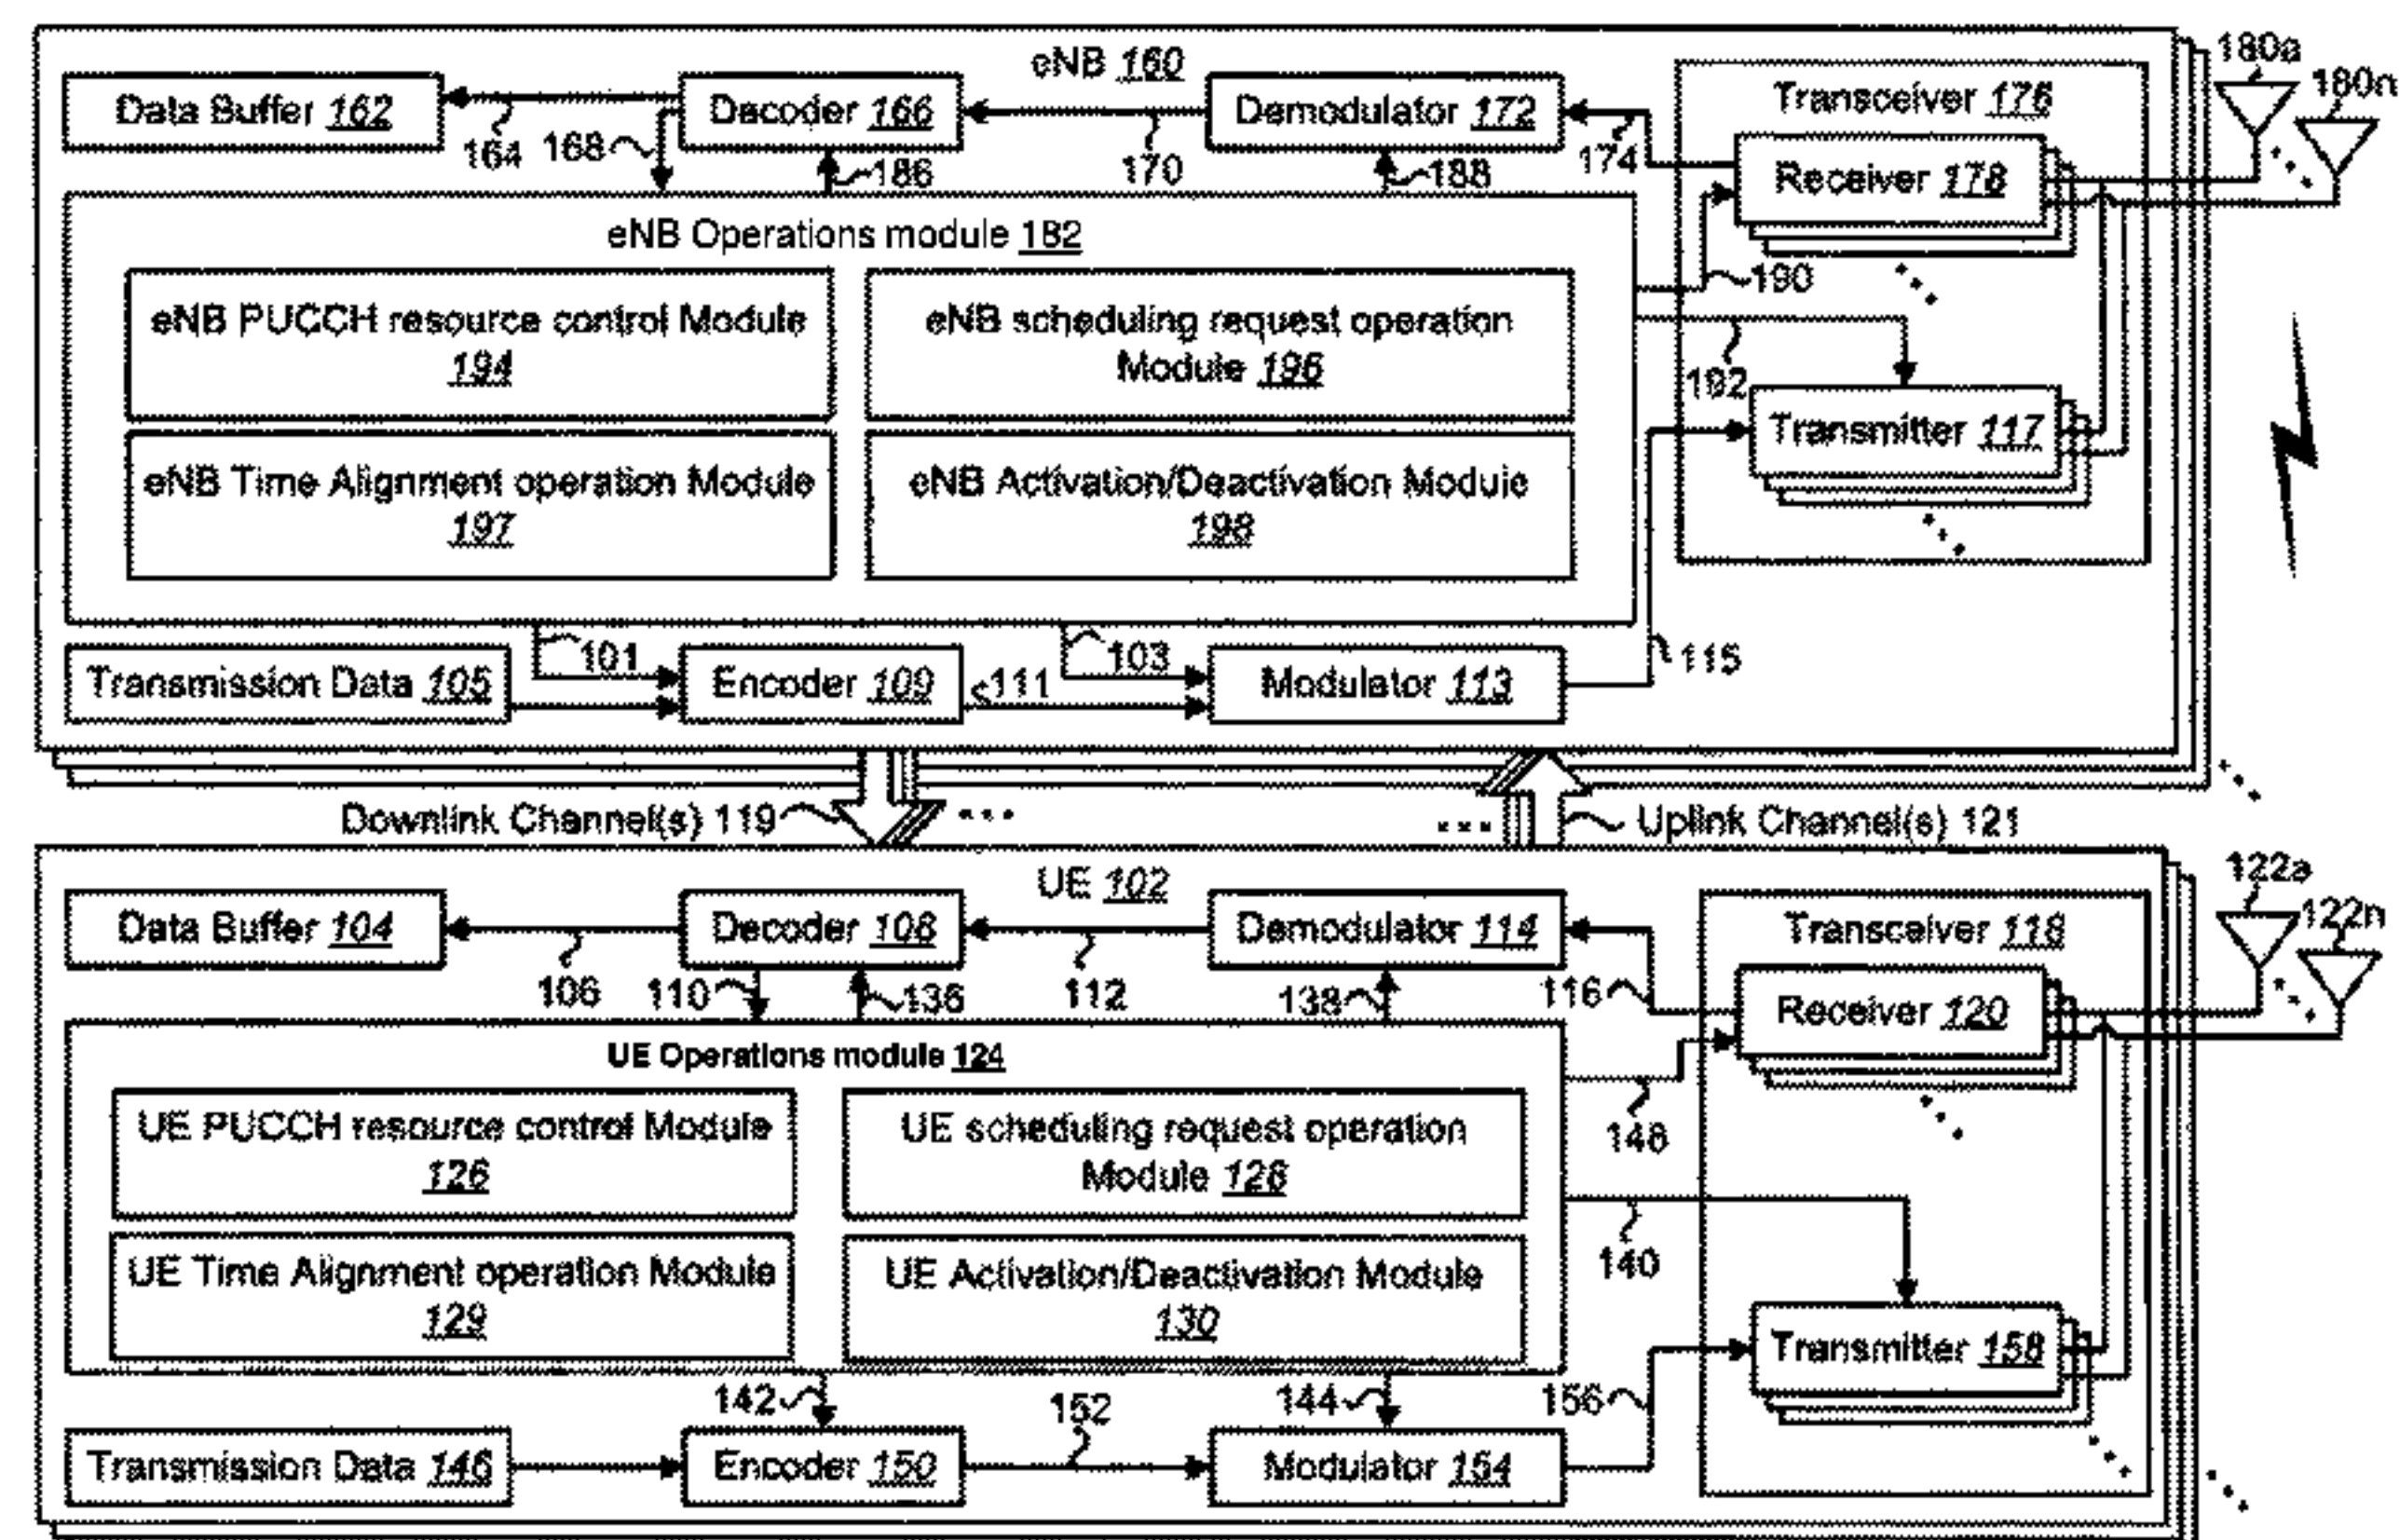 eNB 160
180a
180n
Data Buffer 162
Decoder 166
Demodulator 172
Transceiver 176
164
168
186
170
188
174
Receiver 178
eNB Operations module 182
190
eNB PUCCH resource control Module
194
eNB scheduling request operation
Module 196
192
Transmitter 117
eNB Time Alignment operation Module
197
eNB Activation/Deactivation Module
198
101
103
115
Transmission Data 105
Encoder 109
111
Modulator 113
Downlink Channel(s) 119
Uplink Channel(s) 121
UE 102
122a
122n
Data Buffer 104
Decoder 108
Demodulator 114
Transceiver 118
106
110
136
112
138
116
Receiver 120
UE Operations module 124
148
UE PUCCH resource control Module
126
UE scheduling request operation
Module 128
140
UE Time Alignment operation Module
129
UE Activation/Deactivation Module
130
Transmitter 158
142
152
144
156
Transmission Data 146
Encoder 150
Modulator 154